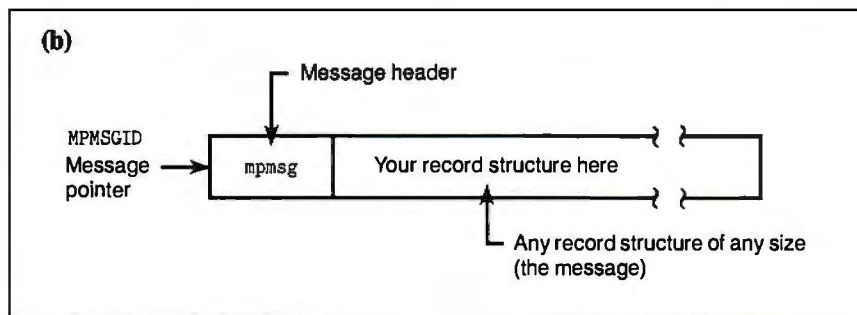 (b)
Message header
MPMSGID
Message
pointer
mpmsg
Your record structure here
Any record structure of any size
(the message)